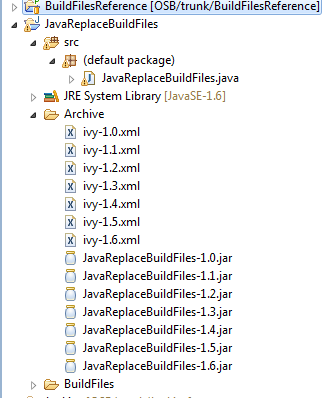 BuildFilesReference [OSB/trunk/BuildFilesReference]
JavaReplaceBuildFiles
src
(default package)
JavaReplaceBuildFiles.java
JRE System Library [JavaSE-1.6]
Archive
ivy-1.0.xml
ivy-1.1.xml
ivy-1.2.xml
ivy-1.3.xml
ivy-1.4.xml
ivy-1.5.xml
ivy-1.6.xml
JavaReplaceBuildFiles-1.0.jar
JavaReplaceBuildFiles-1.1.jar
JavaReplaceBuildFiles-1.2.jar
JavaReplaceBuildFiles-1.3.jar
JavaReplaceBuildFiles-1.4.jar
JavaReplaceBuildFiles-1.5.jar
JavaReplaceBuildFiles-1.6.jar
BuildFiles